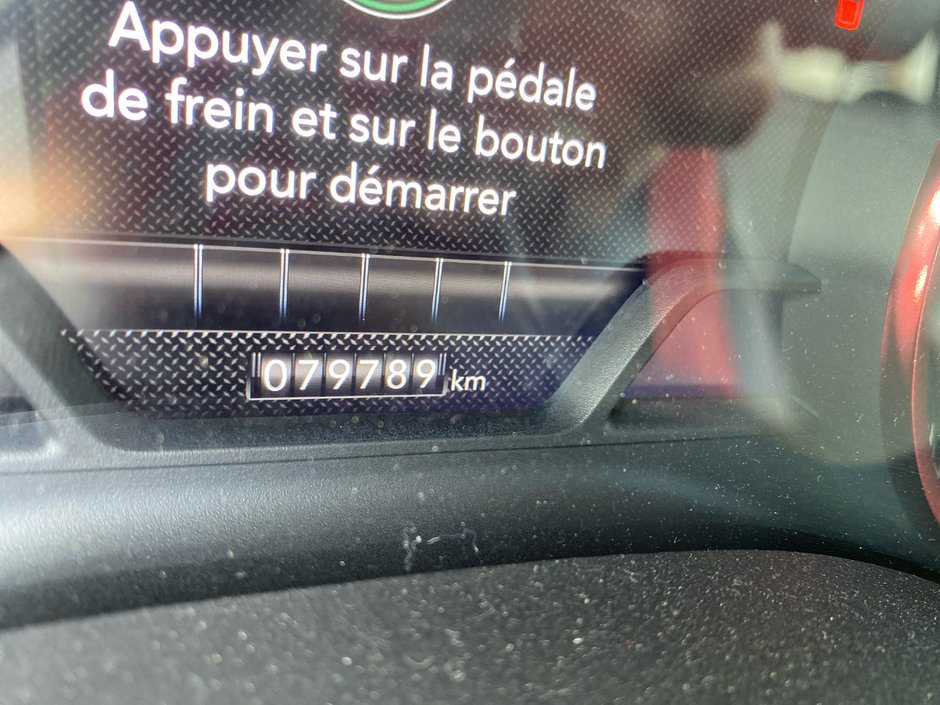 Appuyer sur la pédale
de frein et sur le bouton
pour démarrer
079789 km